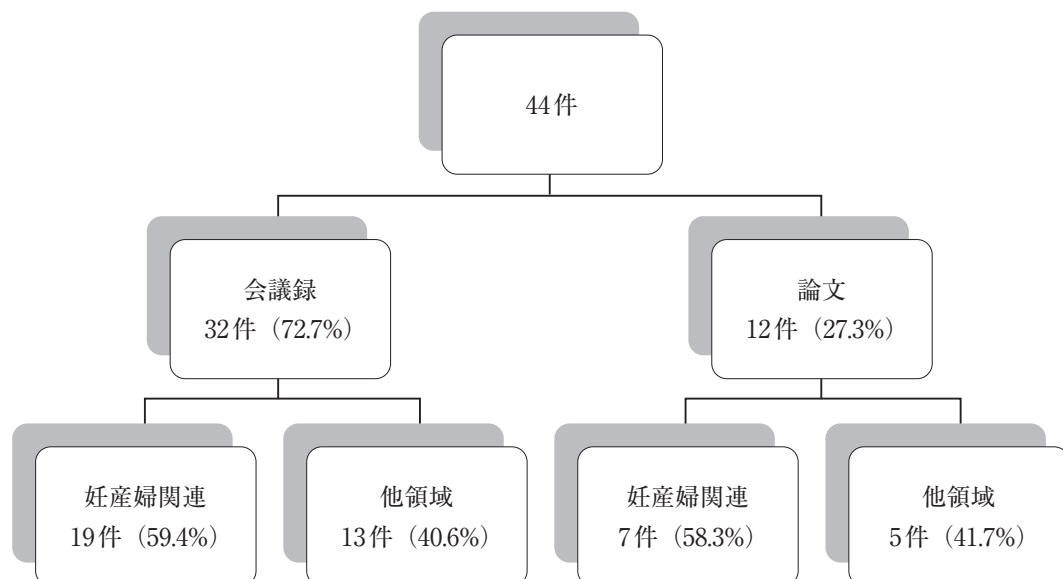 44件
会議録
32件（72.7%）
論文
12件（27.3%）
妊産婦関連
19件（59.4%）
他領域
13件（40.6%）
妊産婦関連
7件（58.3%）
他領域
5件（41.7%）